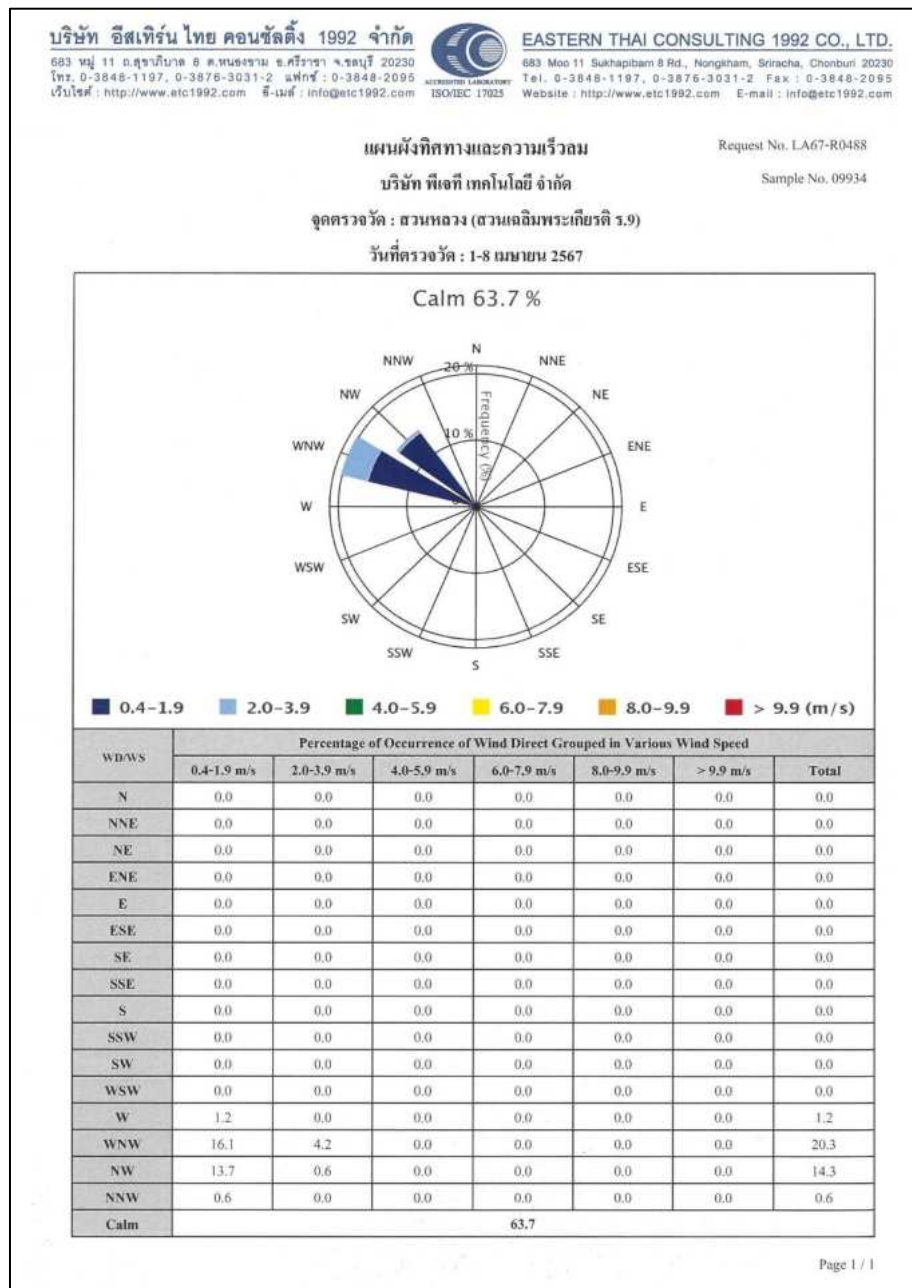 บริษัท อีสเทิร์น ไทย คอนซัลติ้ง 1992 จำกัด
683 หมู่ 11 ถ.สุขาภิบาล 8 ต.หนองขาม อ.ศรีราชา จ.ชลบุรี 20230
โทร. 0-3848-1197, 0-3876-3031-2 แฟกซ์ : 0-3848-2095
เว็บไซต์ : http://www.etc1992.com อี-เมล์ : info@etc1992.com
ACCREDITED LABORATORY
ISO/IEC 17025
EASTERN THAI CONSULTING 1992 CO., LTD.
683 Moo 11 Sukhapibarn 8 Rd., Nongkham, Sriracha, Chonburi 20230
Tel. 0-3848-1197, 0-3876-3031-2 Fax : 0-3848-2095
Website : http://www.etc1992.com E-mail : info@etc1992.com
แผนผังทิศทางและความเร็วลม
Request No. LA67-R0488
บริษัท พีเจที เทคโนโลยี จำกัด
Sample No. 09934
จุดตรวจวัด : สวนหลวง (สวนเฉลิมพระเกียรติ ร.9)
วันที่ตรวจวัด : 1-8 เมษายน 2567
Calm 63.7 %
N
NNW 20 % NNE
NW NE
Frequency (%)
10 %
WNW ENE
W E
WSW ESE
SW SE
SSW SSE
S
0.4-1.9 2.0-3.9 4.0-5.9 6.0-7.9 8.0-9.9 > 9.9 (m/s)
WD/WS Percentage of Occurrence of Wind Direct Grouped in Various Wind Speed
0.4-1.9 m/s 2.0-3.9 m/s 4.0-5.9 m/s 6.0-7.9 m/s 8.0-9.9 m/s > 9.9 m/s Total
N 0.0 0.0 0.0 0.0 0.0 0.0 0.0
NNE 0.0 0.0 0.0 0.0 0.0 0.0 0.0
NE 0.0 0.0 0.0 0.0 0.0 0.0 0.0
ENE 0.0 0.0 0.0 0.0 0.0 0.0 0.0
E 0.0 0.0 0.0 0.0 0.0 0.0 0.0
ESE 0.0 0.0 0.0 0.0 0.0 0.0 0.0
SE 0.0 0.0 0.0 0.0 0.0 0.0 0.0
SSE 0.0 0.0 0.0 0.0 0.0 0.0 0.0
S 0.0 0.0 0.0 0.0 0.0 0.0 0.0
SSW 0.0 0.0 0.0 0.0 0.0 0.0 0.0
SW 0.0 0.0 0.0 0.0 0.0 0.0 0.0
WSW 0.0 0.0 0.0 0.0 0.0 0.0 0.0
W 1.2 0.0 0.0 0.0 0.0 0.0 1.2
WNW 16.1 4.2 0.0 0.0 0.0 0.0 20.3
NW 13.7 0.6 0.0 0.0 0.0 0.0 14.3
NNW 0.6 0.0 0.0 0.0 0.0 0.0 0.6
Calm 63.7
Page 1 / 1